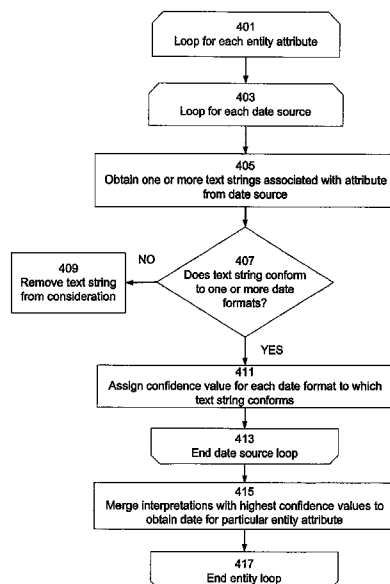 401
Loop for each entity attribute
403
Loop for each date source
405
Obtain one or more text strings associated with attribute
from date source
407
Does text string conform
to one or more date
formats?
NO
409
Remove text string
from consideration
YES
411
Assign confidence value for each date format to which
text string conforms
413
End date source loop
415
Merge interpretations with highest confidence values to
obtain date for particular entity attribute
417
End entity loop